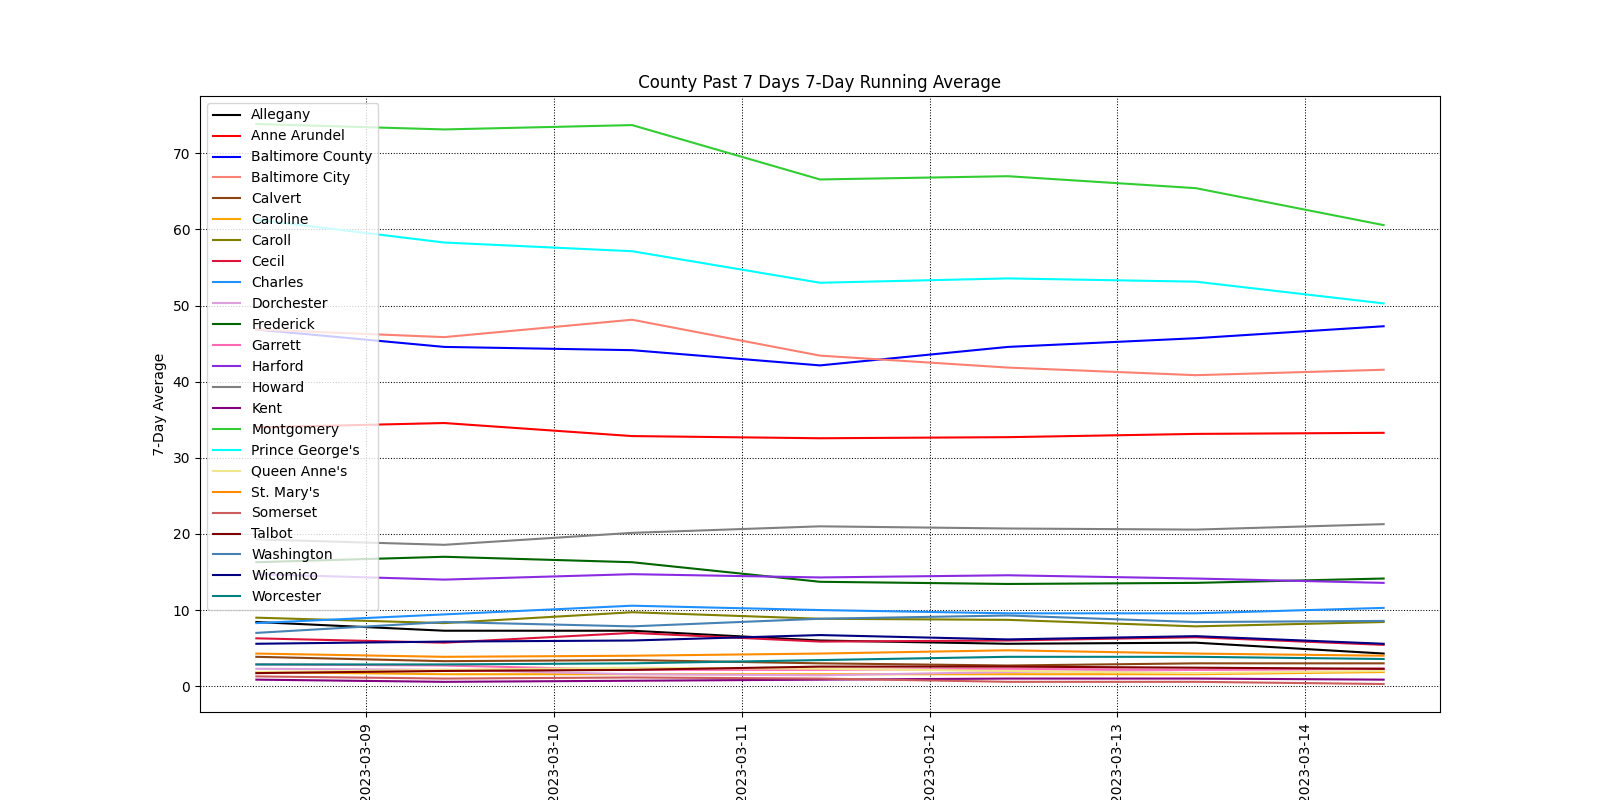 County Past 7 Days 7-Day Running Average
Allegany
Anne Arundel
Baltimore County
Baltimore City
Calvert
Caroline
Caroll
Cecil
Charles
Dorchester
Frederick
Garrett
Harford
Howard
Kent
Montgomery
Prince George's
Queen Anne's
St. Mary's
Somerset
Talbot
Washington
Wicomico
Worcester
7-Day Average
70
60
50
40
30
20
10
0
2023-03-09
2023-03-10
2023-03-11
2023-03-12
2023-03-13
2023-03-14